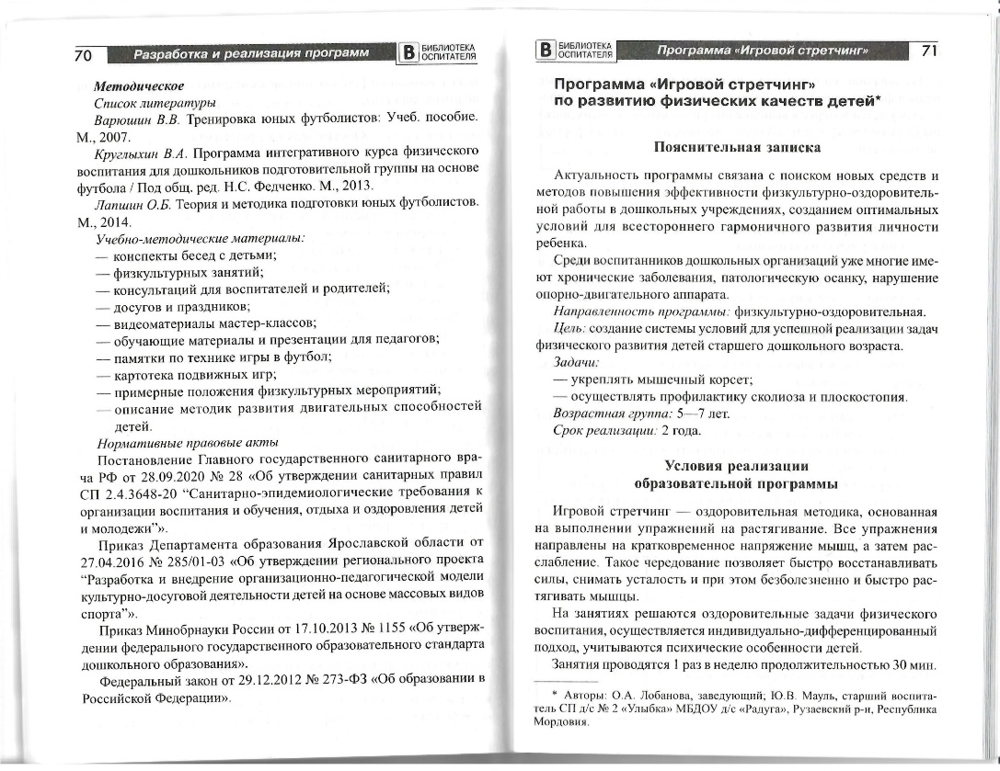 70 Разработка и реализация программ В БИБЛИОТЕКА ОСПИТАТЕЛЯ
Методическое
Список литературы
Варюшин В.В. Тренировка юных футболистов: Учеб. пособие.
М., 2007.
Круглыхин В.А. Программа интегративного курса физического
воспитания для дошкольников подготовительной группы на основе
футбола / Под общ. ред. Н.С. Федченко. М., 2013.
Лапшин О.Б. Теория и методика подготовки юных футболистов.
М., 2014.
Учебно-методические материалы:
— конспекты бесед с детьми;
— физкультурных занятий;
— консультаций для воспитателей и родителей;
— досугов и праздников;
— видеоматериалы мастер-классов;
— обучающие материалы и презентации для педагогов;
— памятки по технике игры в футбол;
— картотека подвижных игр;
— примерные положения физкультурных мероприятий;
— описание методик развития двигательных способностей
детей.
Нормативные правовые акты
Постановление Главного государственного санитарного вра-
ча РФ от 28.09.2020 № 28 «Об утверждении санитарных правил
СП 2.4.3648-20 “Санитарно-эпидемиологические требования к
организации воспитания и обучения, отдыха и оздоровления детей
и молодежи”».
Приказ Департамента образования Ярославской области от
27.04.2016 № 285/01-03 «Об утверждении регионального проекта
“Разработка и внедрение организационно-педагогической модели
культурно-досуговой деятельности детей на основе массовых видов
спорта”».
Приказ Минобрнауки России от 17.10.2013 № 1155 «Об утверж-
дении федерального государственного образовательного стандарта
дошкольного образования».
Федеральный закон от 29.12.2012 № 273-ФЗ «Об образовании в
Российской Федерации».
В БИБЛИОТЕКА ОСПИТАТЕЛЯ Программа «Игровой стретчинг» 71
Программа «Игровой стретчинг»
по развитию физических качеств детей*
Пояснительная записка
Актуальность программы связана с поиском новых средств и
методов повышения эффективности физкультурно-оздоровитель-
ной работы в дошкольных учреждениях, созданием оптимальных
условий для всестороннего гармоничного развития личности
ребенка.
Среди воспитанников дошкольных организаций уже многие име-
ют хронические заболевания, патологическую осанку, нарушение
опорно-двигательного аппарата.
Направленность программы: физкультурно-оздоровительная.
Цель: создание системы условий для успешной реализации задач
физического развития детей старшего дошкольного возраста.
Задачи:
— укреплять мышечный корсет;
— осуществлять профилактику сколиоза и плоскостопия.
Возрастная группа: 5—7 лет.
Срок реализации: 2 года.
Условия реализации
образовательной программы
Игровой стретчинг — оздоровительная методика, основанная
на выполнении упражнений на растягивание. Все упражнения
направлены на кратковременное напряжение мышц, а затем рас-
слабление. Такое чередование позволяет быстро восстанавливать
силы, снимать усталость и при этом безболезненно и быстро рас-
тягивать мышцы.
На занятиях решаются оздоровительные задачи физического
воспитания, осуществляется индивидуально-дифференцированный
подход, учитываются психические особенности детей.
Занятия проводятся 1 раз в неделю продолжительностью 30 мин.
* Авторы: О.А. Лобанова, заведующий; Ю.В. Мауль, старший воспита-
тель СП д/с № 2 «Улыбка» МБДОУ д/с «Радуга», Рузаевский р-н, Республика
Мордовия.